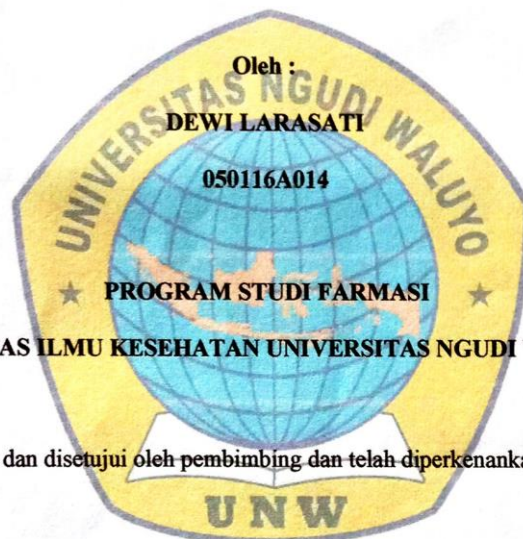 Oleh :
UNIVERSITAS NGUDI WALUYO
DEWI LARASATI
050116A014
PROGRAM STUDI FARMASI
AS ILMU KESEHATAN UNIVERSITAS NGUDI
dan disetujui oleh pembimbing dan telah diperkenank
UNW